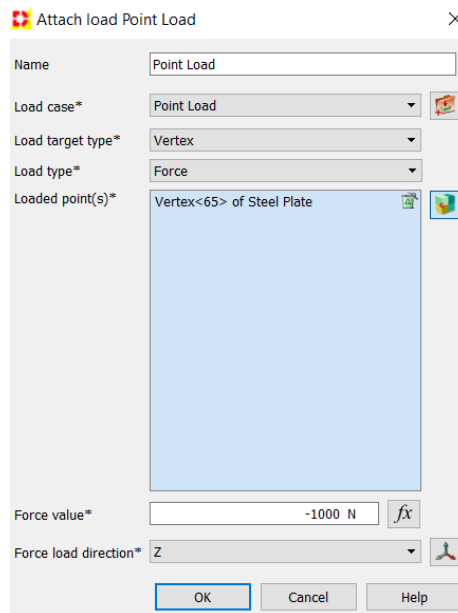 Attach load Point Load
Name Point Load
Load case* Point Load
Load target type* Vertex
Load type* Force
Loaded point(s)* Vertex<65> of Steel Plate
Force value* -1000 N fx
Force load direction* Z
OK Cancel Help